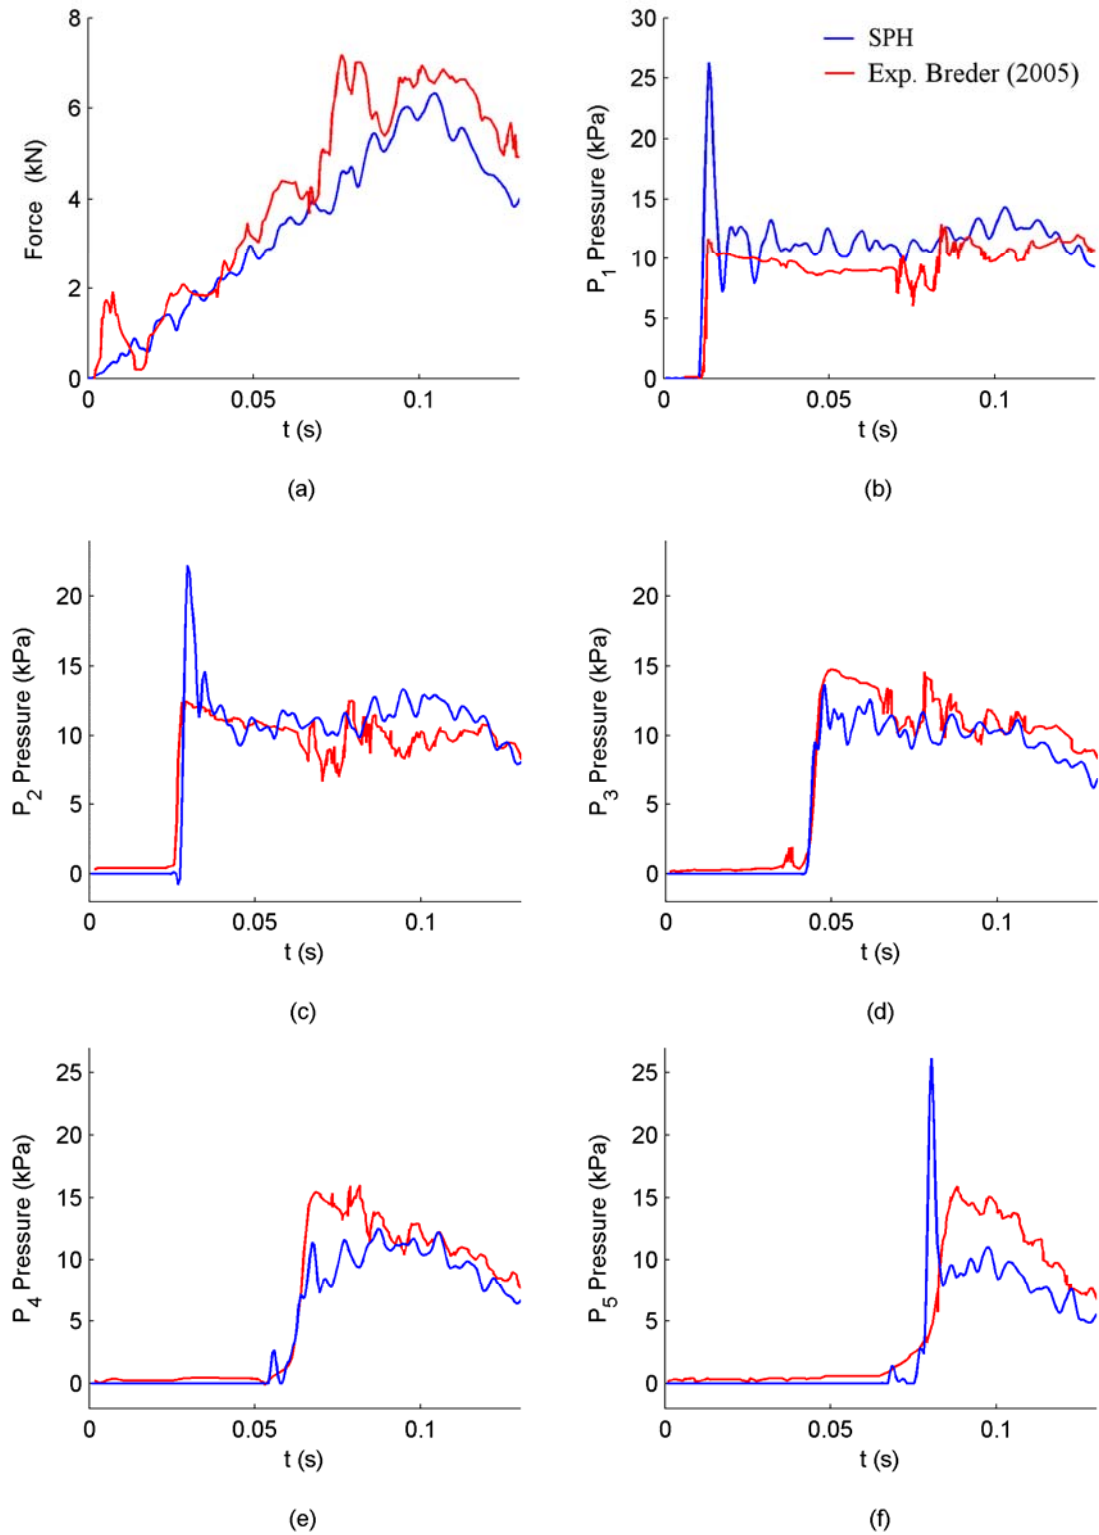 8
6
4
2
0
Force (kN)
0
0.05
0.1
t (s)
(a)
30
25
20
15
10
5
0
P1 Pressure (kPa)
SPH
Exp. Breder (2005)
0
0.05
0.1
t (s)
(b)
20
15
10
5
0
P2 Pressure (kPa)
0
0.05
0.1
t (s)
(c)
20
15
10
5
0
P3 Pressure (kPa)
0
0.05
0.1
t (s)
(d)
25
20
15
10
5
0
P4 Pressure (kPa)
0
0.05
0.1
t (s)
(e)
25
20
15
10
5
0
P5 Pressure (kPa)
0
0.05
0.1
t (s)
(f)